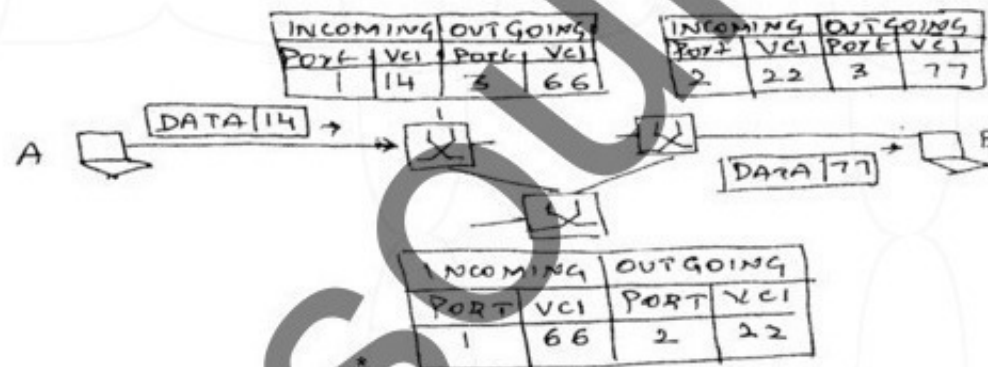 INCOMING OUTGOING
Port VCI Port VCI
1 14 3 66
INCOMING OUTGOING
Port VCI Port VCI
2 22 3 77
DATA 14
1
A
B
DATA 77
INCOMING OUTGOING
PORT VCI PORT VCI
1 66 2 22